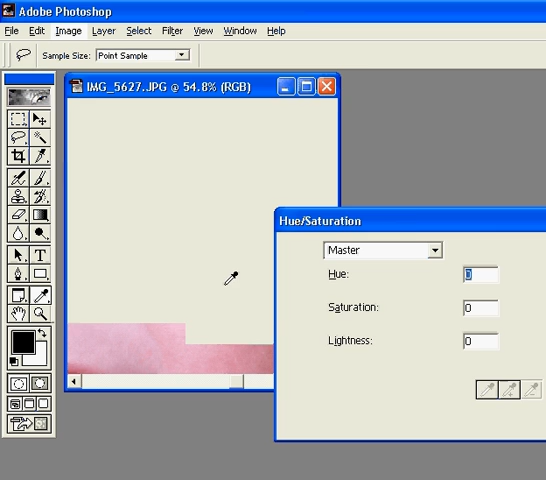 Adobe Photoshop
File Edit Image Layer Select Filter View Window Help
Sample Size: Point Sample
IMG_5627.JPG @ 54.8% (RGB)
Hue/Saturation
Master
Hue: 0
Saturation: 0
Lightness: 0
T